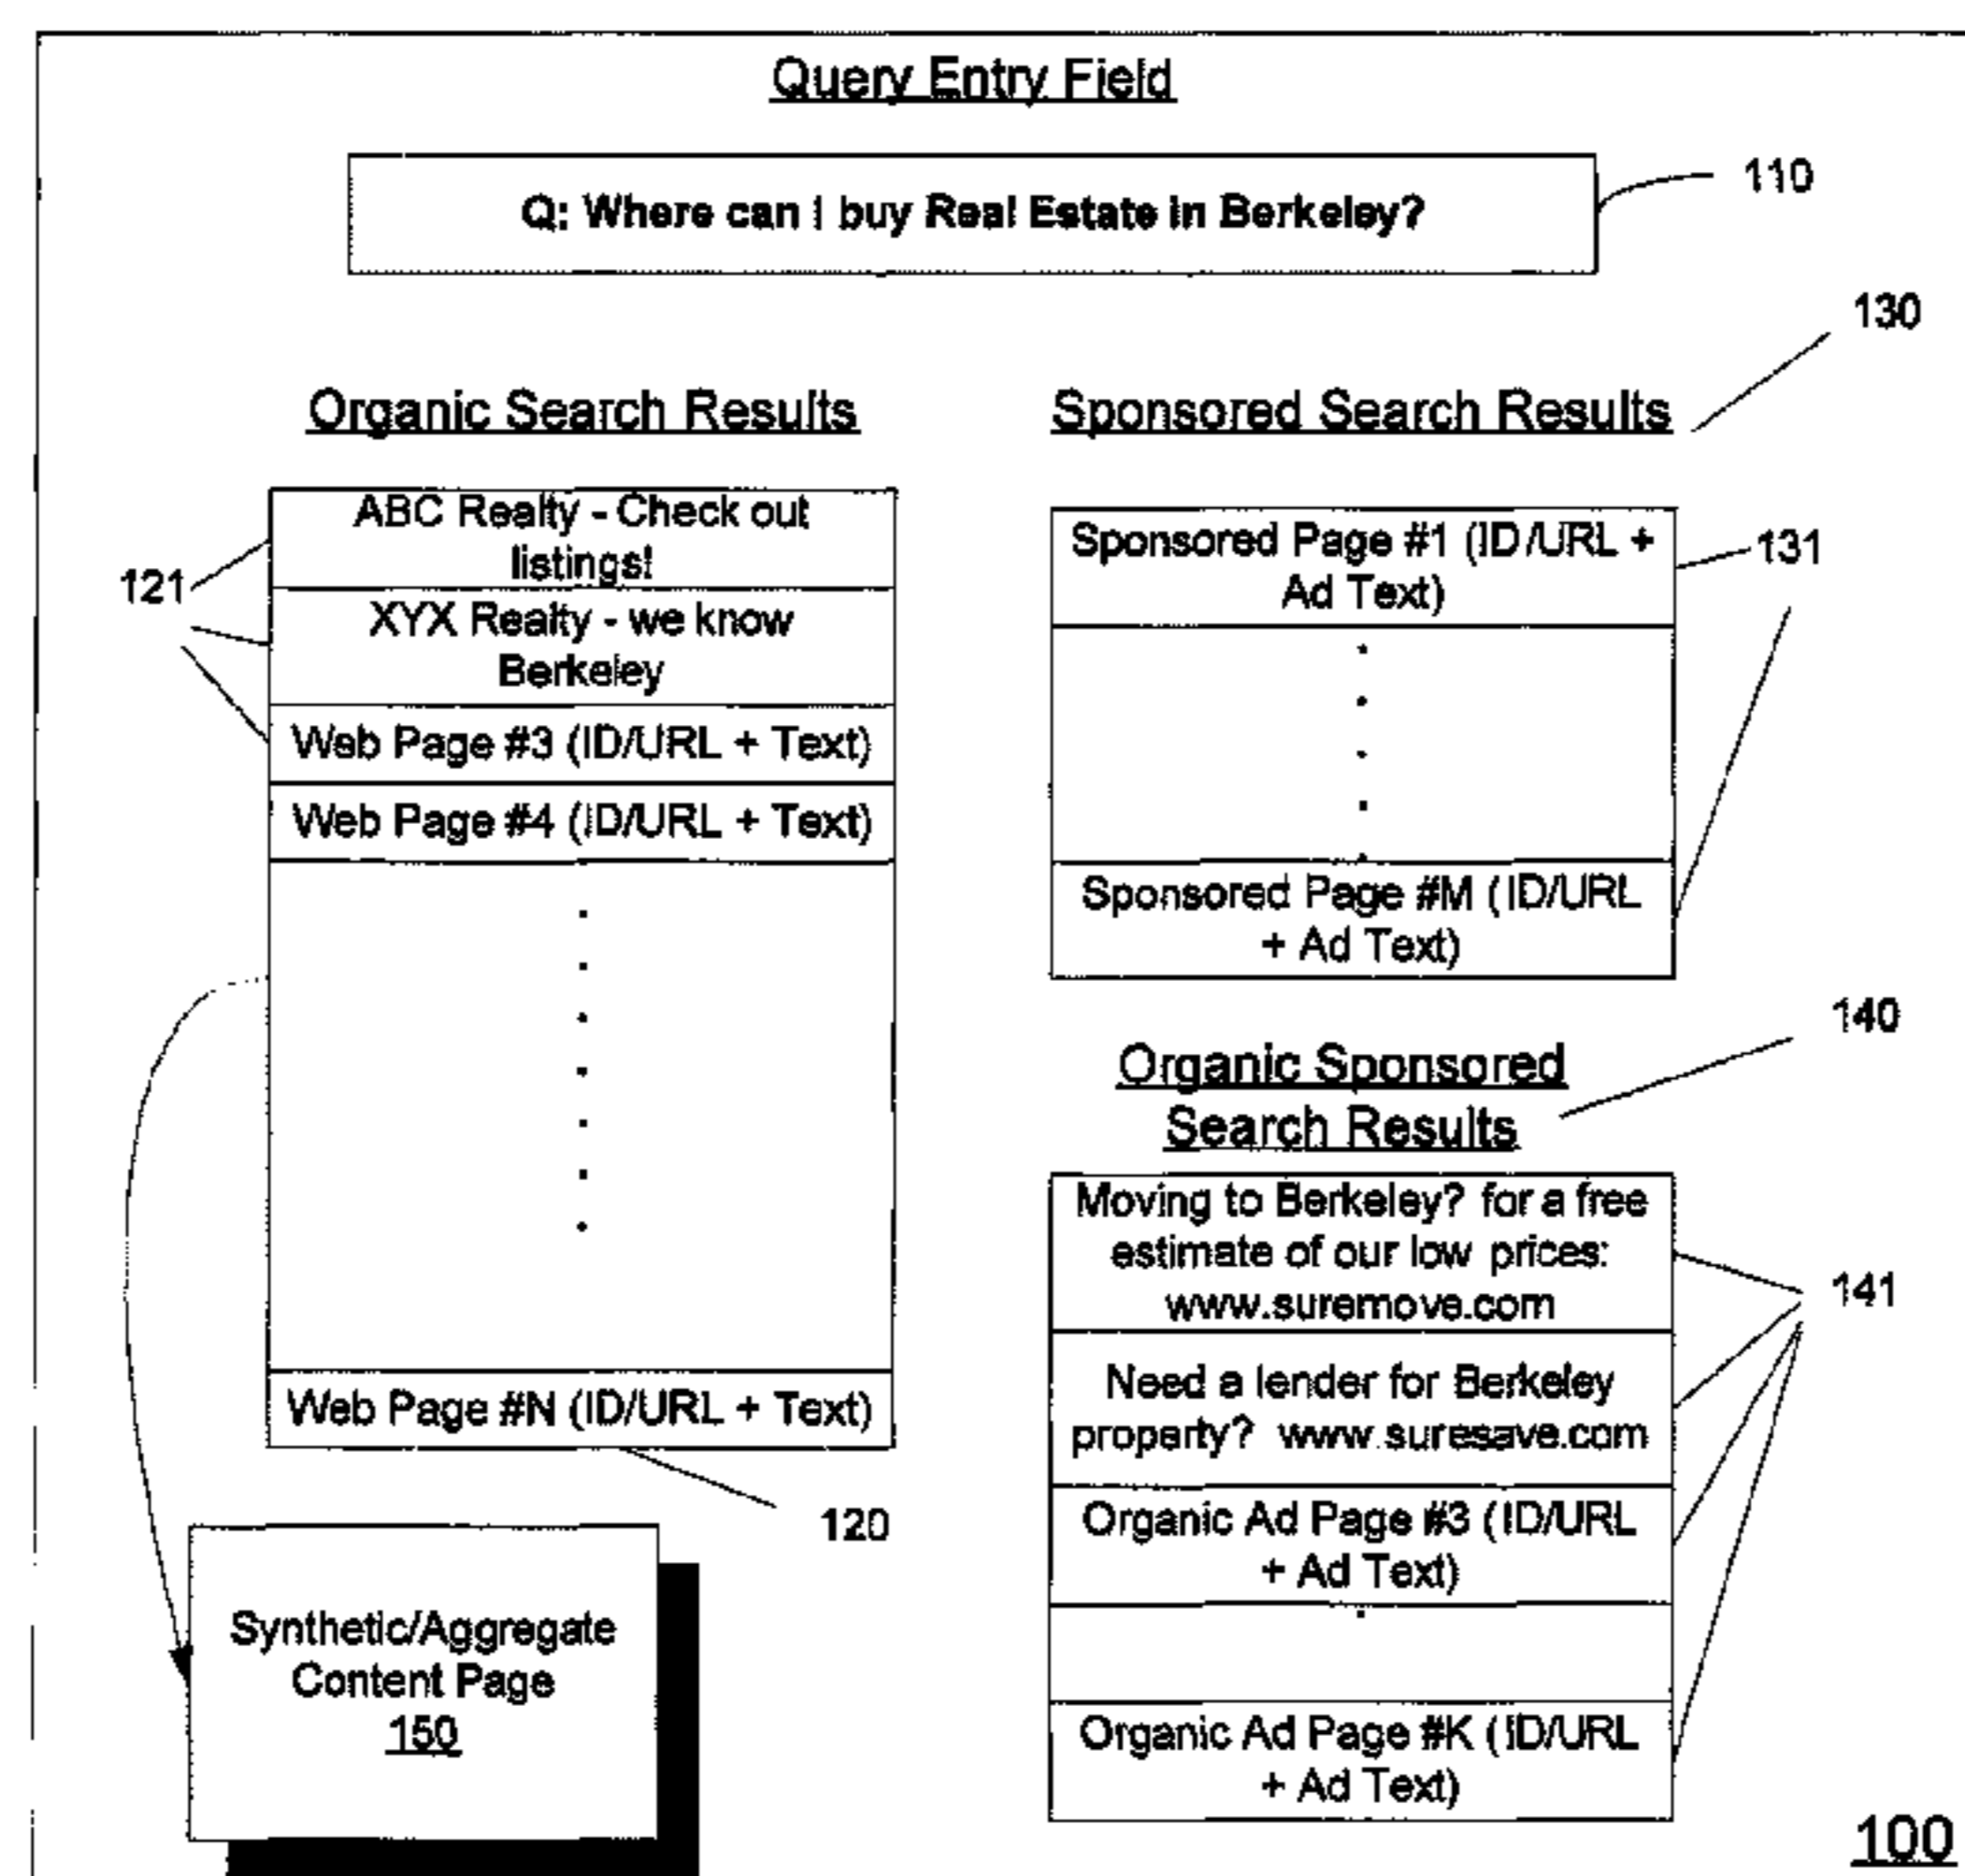 Query Entry Field
Q: Where can I buy Real Estate in Berkeley?
110
130
Organic Search Results
ABC Realty - Check out
listings!
XYX Realty - we know
Berkeley
Web Page #3 (ID/URL + Text)
Web Page #4 (ID/URL + Text)
Web Page #N (ID/URL + Text)
121
120
Synthetic/Aggregate
Content Page
150
Sponsored Search Results
Sponsored Page #1 (ID/URL +
Ad Text)
Sponsored Page #M (ID/URL
+ Ad Text)
131
140
Organic Sponsored
Search Results
Moving to Berkeley? for a free
estimate of our low prices:
www.suremove.com
Need a lender for Berkeley
property? www.suresave.com
Organic Ad Page #3 (ID/URL
+ Ad Text)
Organic Ad Page #K (ID/URL
+ Ad Text)
141
100